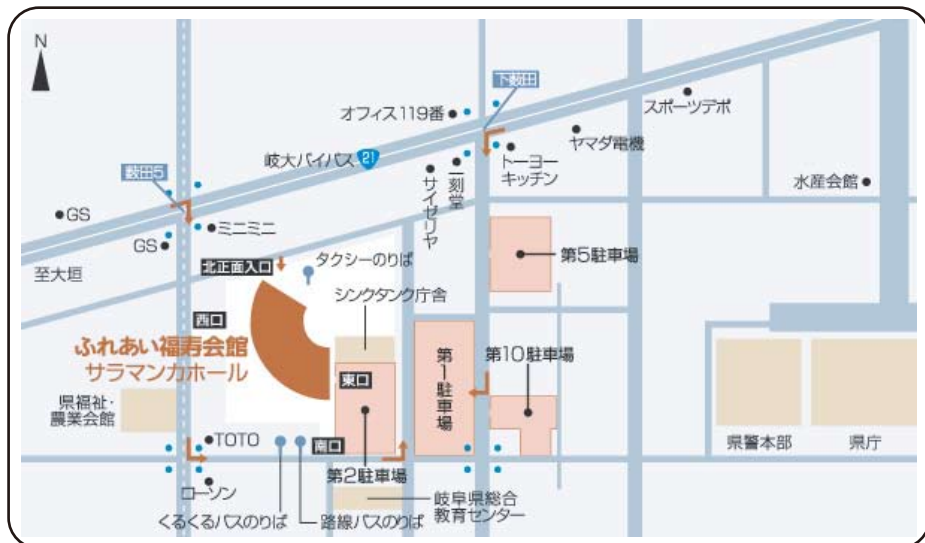 N
下藪田
オフィス119番
スポーツデポ
岐大バイパス 21
ヤマダ電機
トーヨー
キッチン
一刻堂
サイゼリヤ
水産会館
藪田5
GS
ミニミニ
GS
至大垣
北正面入口
タクシーのりば
第5駐車場
シンクタンク庁舎
西口
ふれあい福寿会館
サラマンカホール
東口
第1駐車場
第10駐車場
県福祉・
農業会館
県警本部
県庁
TOTO
南口
第2駐車場
ローソン
岐阜県総合
教育センター
くるくるバスのりば
路線バスのりば